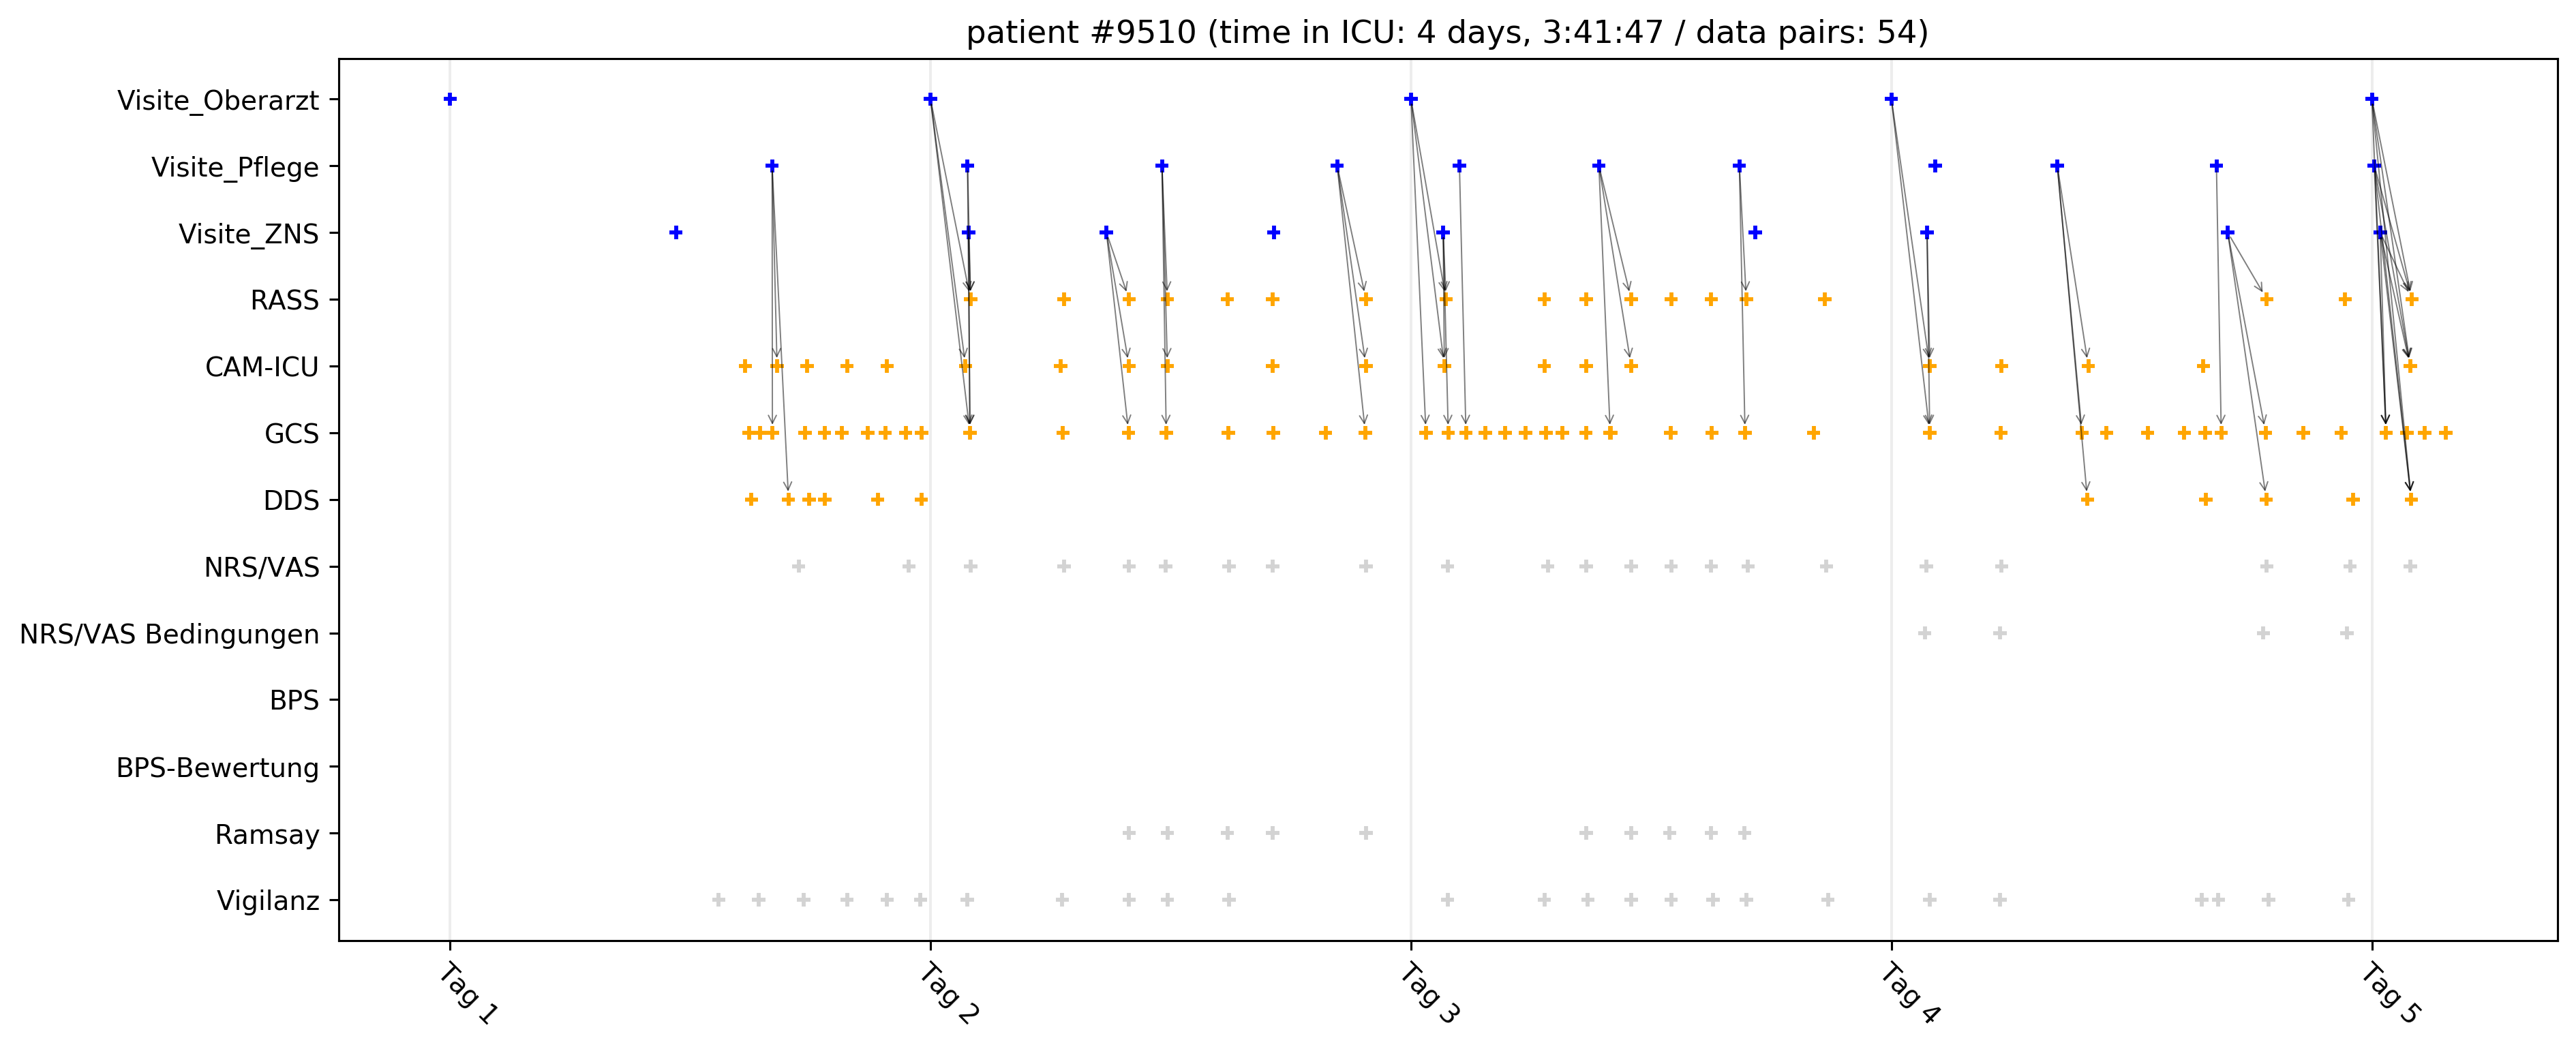 patient #9510 (time in ICU: 4 days, 3:41:47 / data pairs: 54)
Visite_Oberarzt
Visite_Pflege
Visite_ZNS
RASS
CAM-ICU
GCS
DDS
NRS/VAS
NRS/VAS Bedingungen
BPS
BPS-Bewertung
Ramsay
Vigilanz
Tag 1
Tag 2
Tag 3
Tag 4
Tag 5